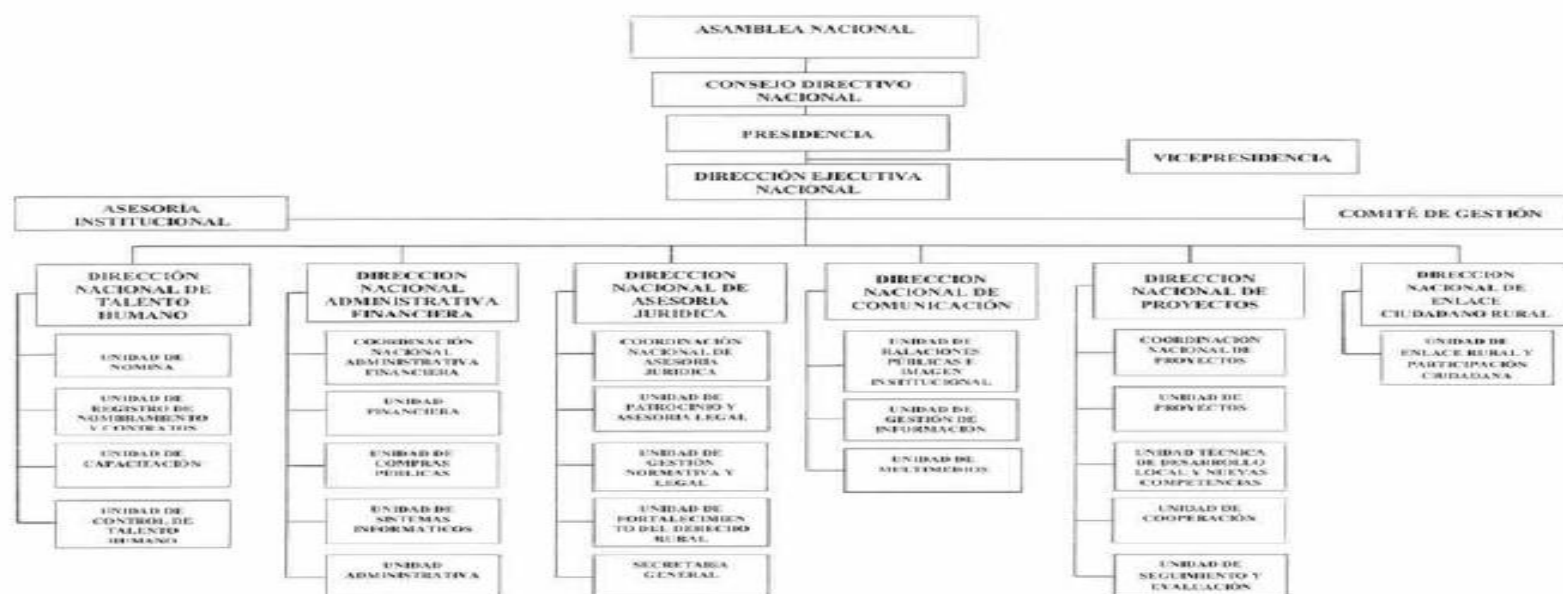 ASAMBLEA NACIONAL
CONSEJO DIRECTIVO
NACIONAL
PRESIDENCIA
VICEPRESIDENCIA
DIRECCIÓN EJECUTIVA
NACIONAL
ASESORÍA
INSTITUCIONAL
COMITÉ DE GESTIÓN
DIRECCIÓN
NACIONAL DE
TALENTO
HUMANO
UNIDAD DE
NOMINA
UNIDAD DE
REGISTRO DE
NOMBRAMIENTO
Y CONTRATOS
UNIDAD DE
CAPACITACIÓN
UNIDAD DE
CONTROL DE
TALENTO
HUMANO
DIRECCION
NACIONAL
ADMINISTRATIVA
FINANCIERA
COORDINACIÓN
NACIONAL
ADMINISTRATIVA
FINANCIERA
UNIDAD
FINANCIERA
UNIDAD DE
COMPRAS
PÚBLICAS
UNIDAD DE
SISTEMAS
INFORMATICOS
UNIDAD
ADMINISTRATIVA
DIRECCION
NACIONAL DE
ASESORIA
JURIDICA
COORDINACIÓN
NACIONAL DE
ASESORIA
JURIDICA
UNIDAD DE
PATROCINIO Y
ASESORIA LEGAL
UNIDAD DE
GESTIÓN
NORMATIVA Y
LEGAL
UNIDAD DE
FORTALECIMIEN
TO DEL DERECHO
RURAL
SECRETARIA
GENERAL
DIRECCION
NACIONAL DE
COMUNICACIÓN
UNIDAD DE
RALACIONES
PÚBLICAS E
IMAGEN
INSTITUCIONAL
UNIDAD DE
GESTIÓN DE
INFORMACIÓN
UNIDAD DE
MULTIMEDIOS
DIRECCION
NACIONAL DE
PROYECTOS
COORDINACION
NACIONAL DE
PROYECTOS
UNIDAD DE
PROYECTOS
UNIDAD TÉCNICA
DE DESARROLLO
LOCAL Y NUEVAS
COMPETENCIAS
UNIDAD DE
COOPERACIÓN
UNIDAD DE
SEGUIMIENTO Y
EVALUACIÓN
DIRECCION
NACIONAL DE
ENLACE
CIUDADANO RURAL
UNIDAD DE
ENLACE RURAL Y
PARTICIPACIÓN
CIUDADANA